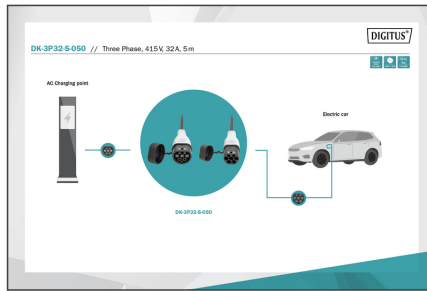 DIGITUS®
DK-3P32-S-050 // Three Phase, 415 V, 32 A, 5 m
AC Charging point
Electric car
DK-3P32-S-050